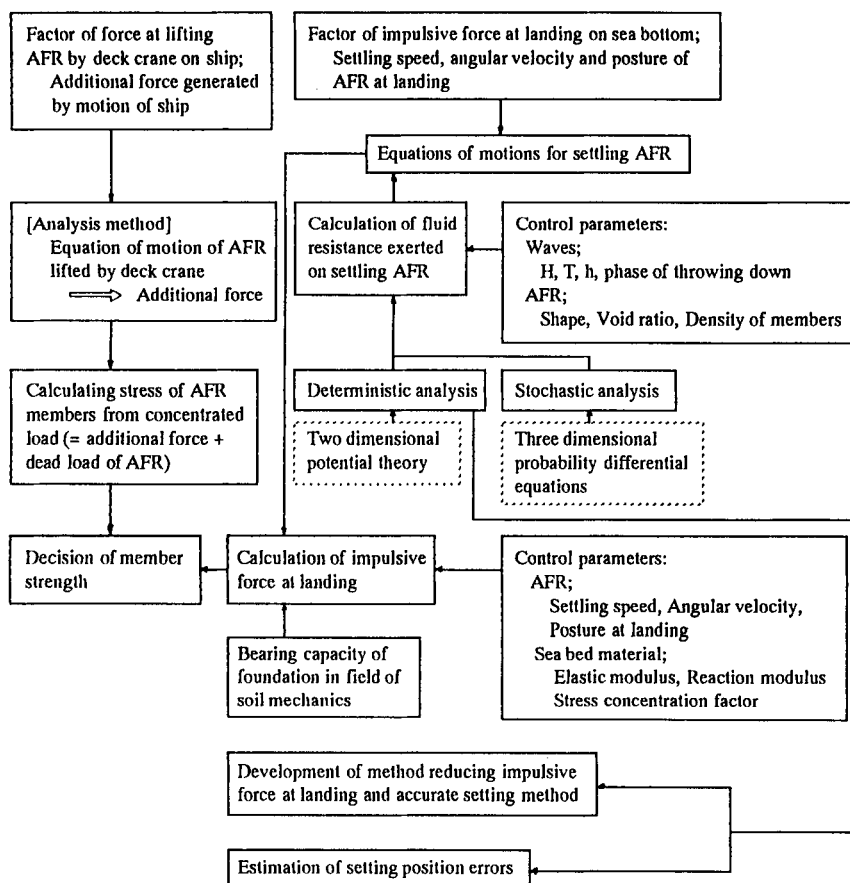 Factor of force at lifting
AFR by deck crane on ship;
Additional force generated
by motion of ship
Factor of impulsive force at landing on sea bottom;
Settling speed, angular velocity and posture of
AFR at landing
Equations of motions for settling AFR
[Analysis method]
Equation of motion of AFR
lifted by deck crane
⟹ Additional force
Calculation of fluid
resistance exerted
on settling AFR
Control parameters:
Waves;
H, T, h, phase of throwing down
AFR;
Shape, Void ratio, Density of members
Calculating stress of AFR
members from concentrated
load (= additional force +
dead load of AFR)
Deterministic analysis
Stochastic analysis
Two dimensional
potential theory
Three dimensional
probability differential
equations
Decision of member
strength
Calculation of impulsive
force at landing
Control parameters:
AFR;
Settling speed, Angular velocity,
Posture at landing
Sea bed material;
Elastic modulus, Reaction modulus
Stress concentration factor
Bearing capacity of
foundation in field of
soil mechanics
Development of method reducing impulsive
force at landing and accurate setting method
Estimation of setting position errors